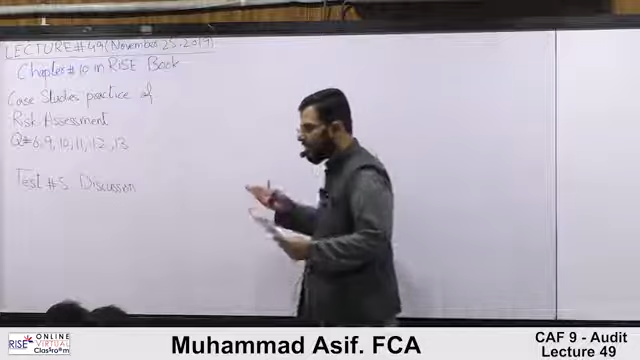 LECTURE#49 (November 25, 2019)
Chapter#10 in RISE Book
Case Studies practice of
Risk Assessment
Q#6,9,10,11,12,13
Test #5 Discussion
RISE ONLINE VIRTUAL Classroom
Muhammad Asif. FCA
CAF 9 - Audit
Lecture 49